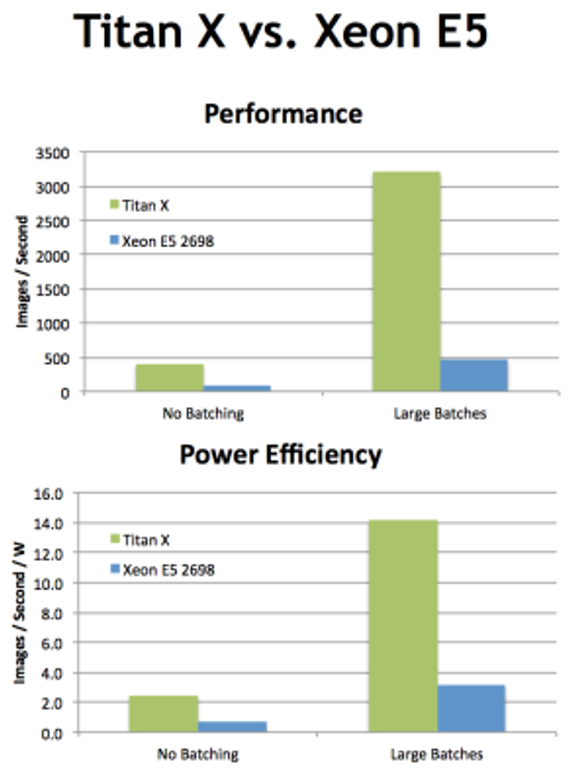 Titan X vs. Xeon E5
Performance
3500
3000
2500
2000
1500
1000
500
0
Images / Second
Titan X
Xeon E5 2698
No Batching
Large Batches
Power Efficiency
16.0
14.0
12.0
10.0
8.0
6.0
4.0
2.0
0.0
Images / Second / W
Titan X
Xeon E5 2698
No Batching
Large Batches